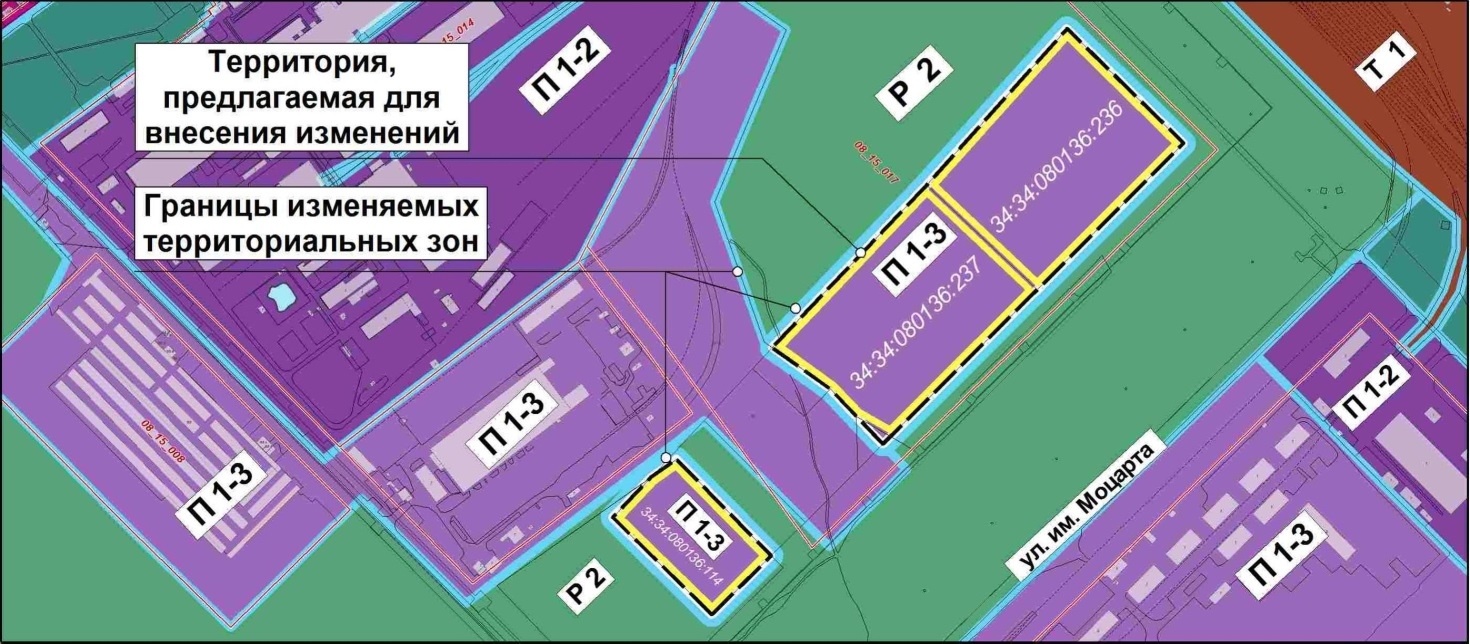 15_014
П 1-2
Р 2
Т 1
Территория,
предлагаемая для
внесения изменений
34:34:080136:236
08_15_017
Границы изменяемых
территориальных зон
П 1-3
34:34:080136:237
П 1-2
П 1-3
08_15_008
П 1-3
П 1-3
34:34:080136:114
ул. им. Моцарта
П 1-3
Р 2